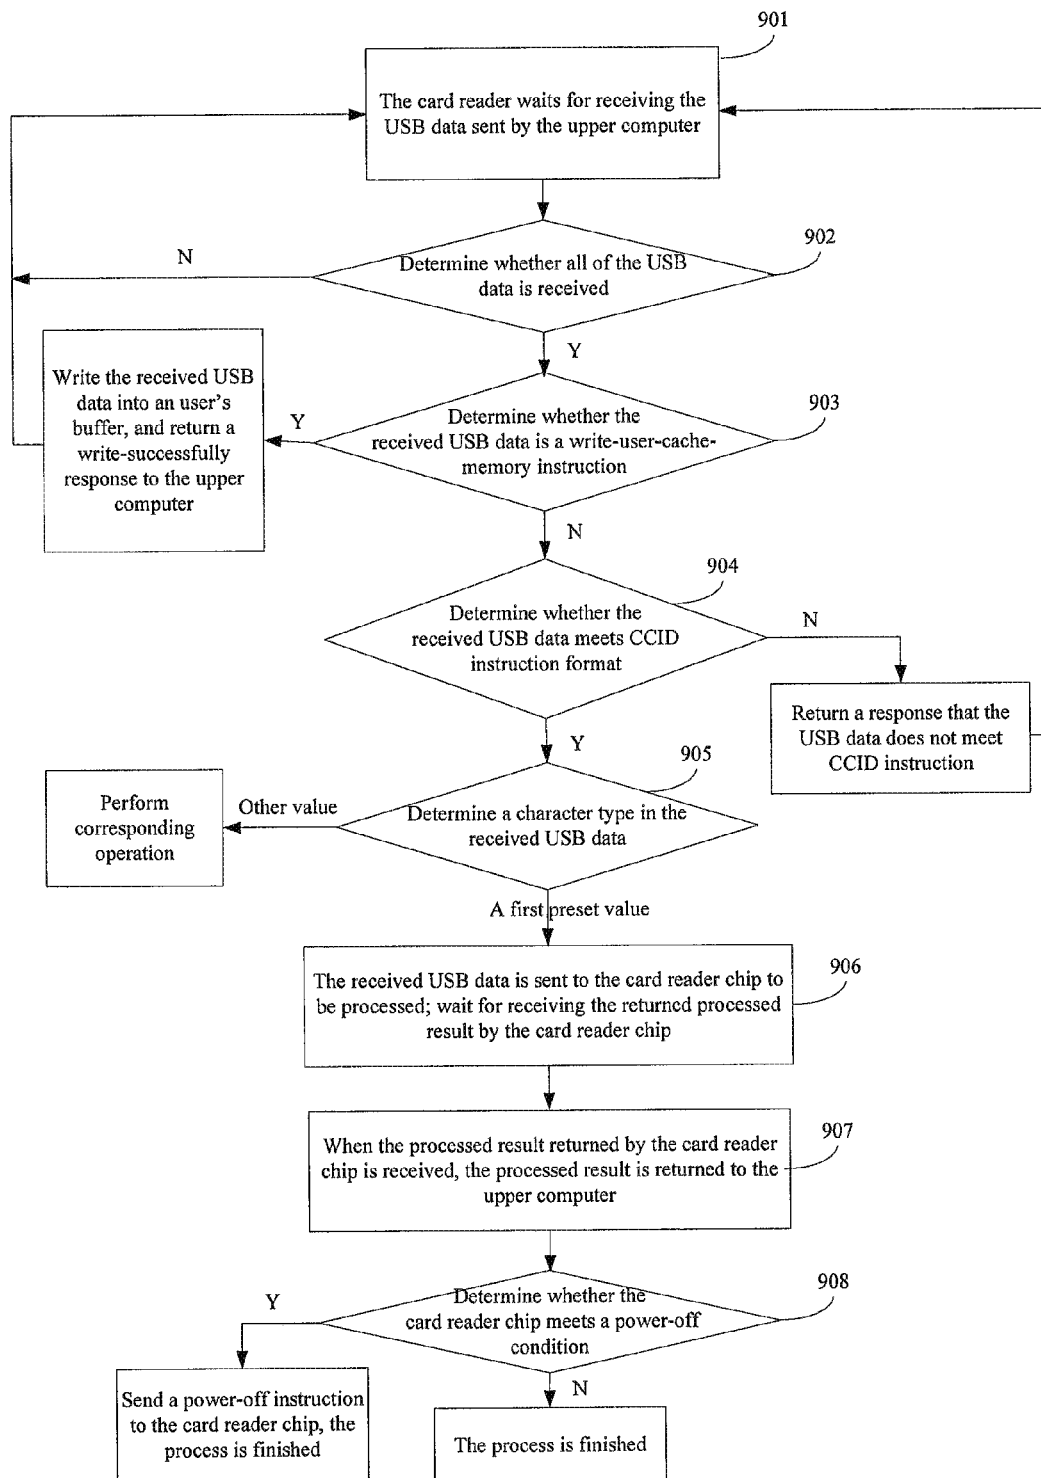 901
The card reader waits for receiving the
USB data sent by the upper computer
902
N
Determine whether all of the USB
data is received
Y
Write the received USB
data into an user's
buffer, and return a
write-successfully
response to the upper
computer
Y
903
Determine whether the
received USB data is a write-user-cache-
memory instruction
N
904
Determine whether the
received USB data meets CCID
instruction format
N
Return a response that the
USB data does not meet
CCID instruction
Y
905
Perform
corresponding
operation
Other value
Determine a character type in the
received USB data
A first preset value
906
The received USB data is sent to the card reader chip to
be processed; wait for receiving the returned processed
result by the card reader chip
907
When the processed result returned by the card reader
chip is received, the processed result is returned to the
upper computer
908
Y
Determine whether the
card reader chip meets a power-off
condition
N
Send a power-off instruction
to the card reader chip, the
process is finished
The process is finished